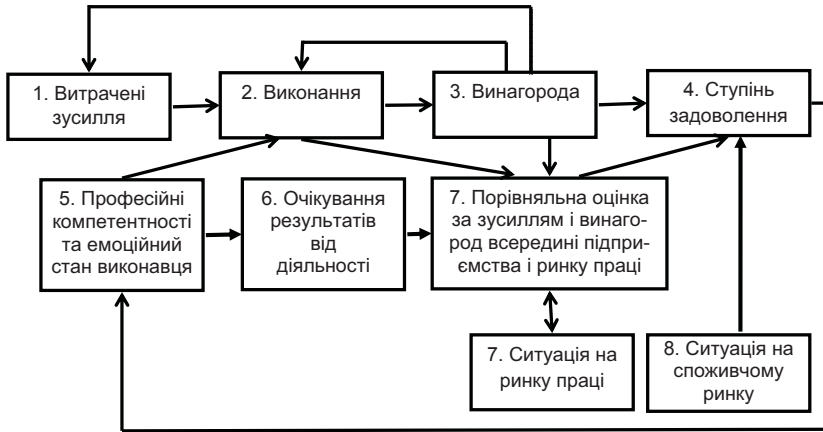 1. Витрачені
зусилля
2. Виконання
3. Винагорода
4. Ступінь
задоволення
5. Професійні
компетентності
та емоційний
стан виконавця
6. Очікування
результатів
від
діяльності
7. Порівняльна оцінка
за зусиллям і винаго-
род всередині підпри-
ємства і ринку праці
7. Ситуація на
ринку праці
8. Ситуація на
споживчому
ринку